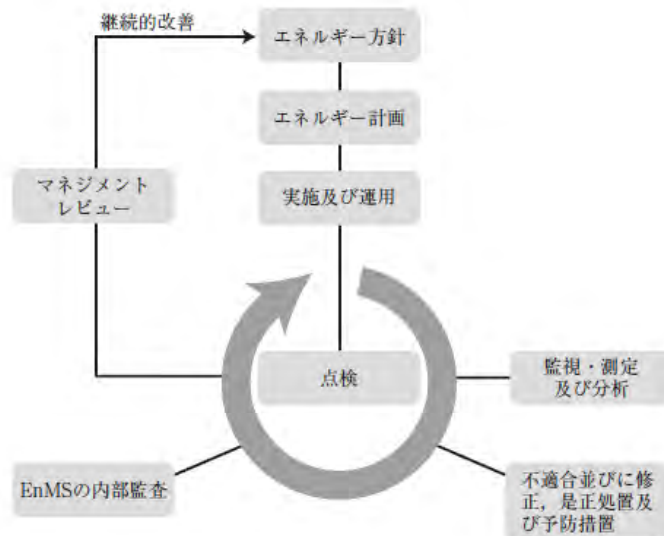 継続的改善
エネルギー方針
エネルギー計画
マネジメント
レビュー
実施及び運用
点検
監視・測定
及び分析
EnMSの内部監査
不適合並びに修
正，是正処置及
び予防措置